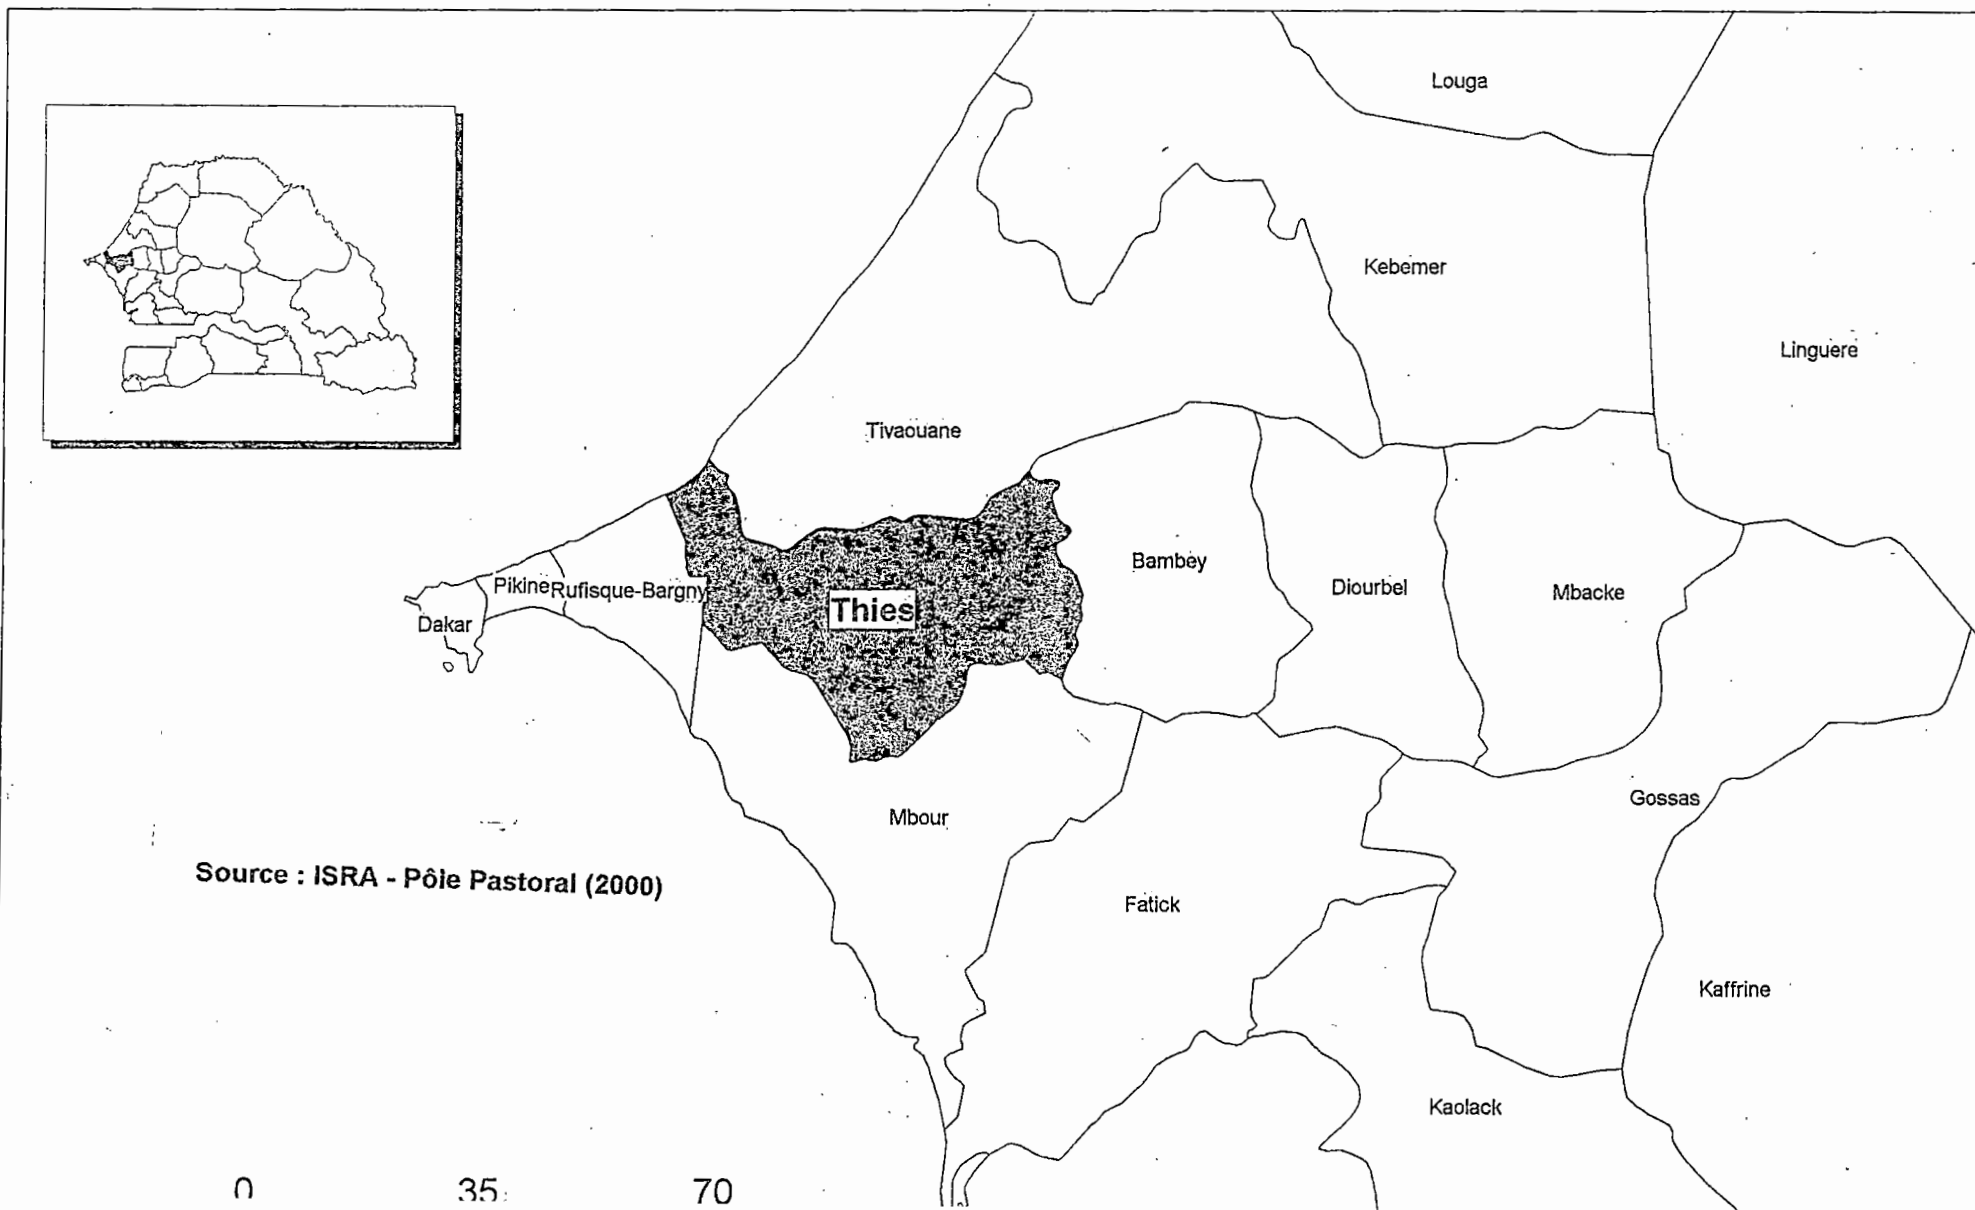 Louga
Kebemer
Linguere
Tivaouane
Bambey
Diourbel
Mbacke
Pikine
Rufisque-Bargny
Thies
Dakar
Gossas
Mbour
Source : ISRA - Pôle Pastoral (2000)
Fatick
Kaffrine
Kaolack
0 35 70